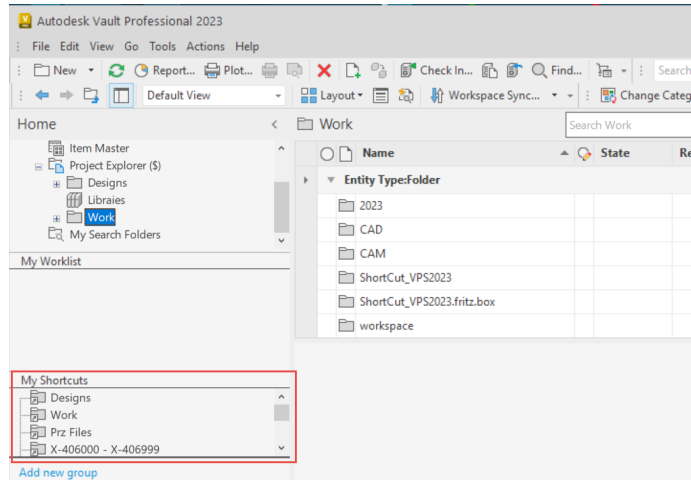 Autodesk Vault Professional 2023
File Edit View Go Tools Actions Help
New Report... Plot... Check In... Find... Search
Default View Layout Workspace Sync... Change Categ
Home < Work Search Work
Item Master
Project Explorer ($)
Designs
Libraies
Work
My Search Folders
My Worklist
My Shortcuts
Designs
Work
Prz Files
X-406000 - X-406999
Add new group
Name State Re
Entity Type:Folder
2023
CAD
CAM
ShortCut_VPS2023
ShortCut_VPS2023.fritz.box
workspace